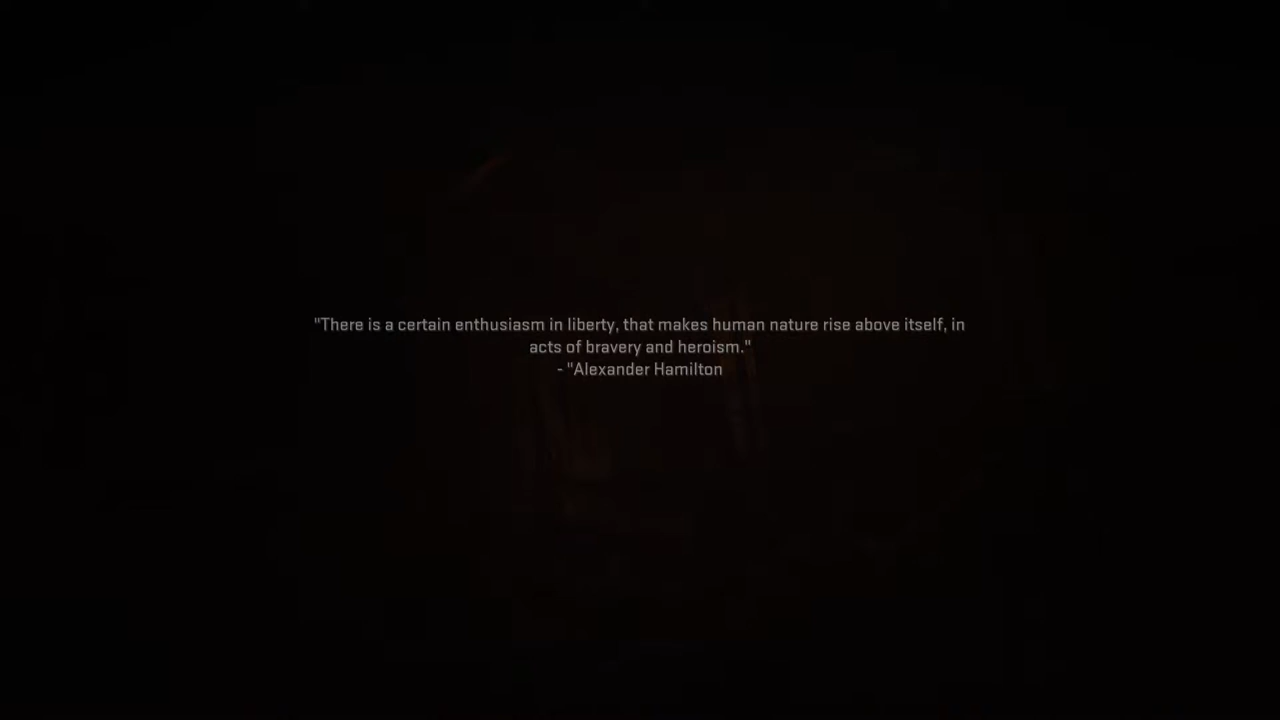 "There is a certain enthusiasm in liberty, that makes human nature rise above itself, in
acts of bravery and heroism."
- "Alexander Hamilton